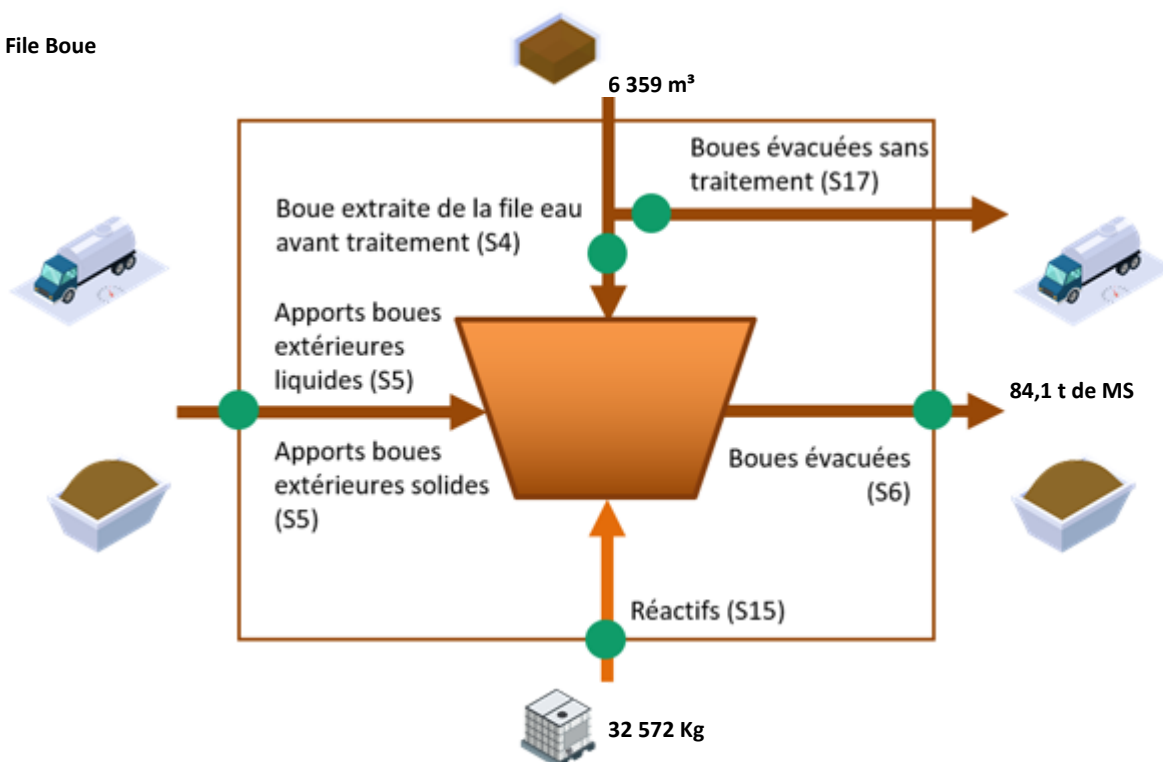 File Boue
6 359 m³
Boues évacuées sans
traitement (S17)
Boue extraite de la file eau
avant traitement (S4)
Apports boues
extérieures
liquides (S5)
84,1 t de MS
Apports boues
extérieures solides
(S5)
Boues évacuées
(S6)
Réactifs (S15)
32 572 Kg